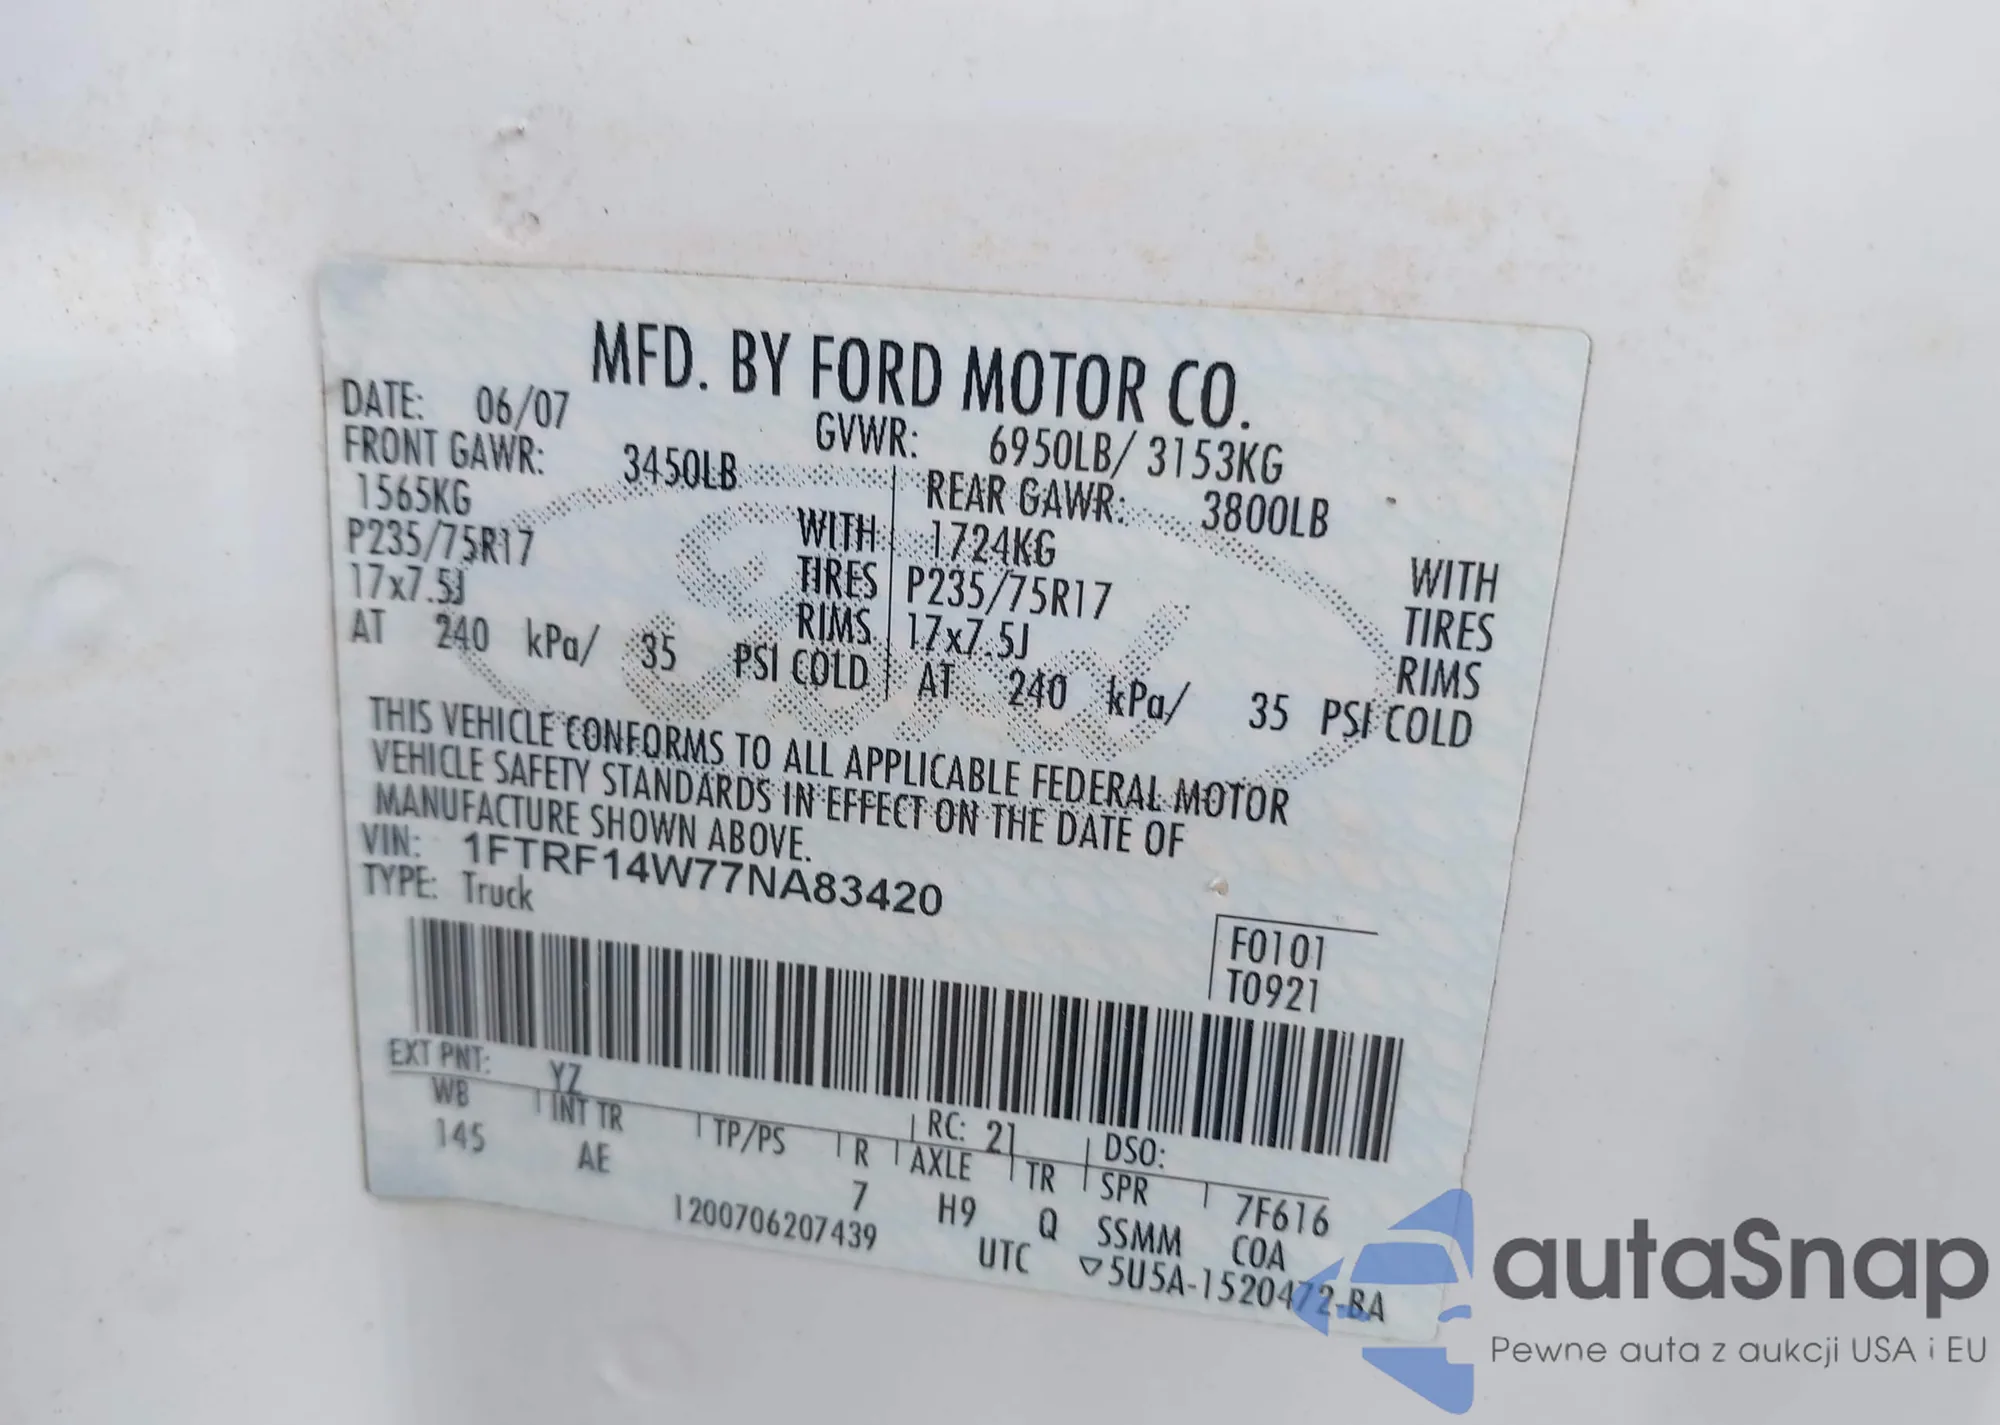 MFD. BY FORD MOTOR CO.
DATE: 06/07 GVWR: 6950LB/ 3153KG
FRONT GAWR: 3450LB REAR GAWR: 3800LB
1565KG WITH 1724KG WITH
P235/75R17 TIRES P235/75R17 TIRES
17x7.5J RIMS 17x7.5J RIMS
AT 240 kPa/ 35 PSI COLD AT 240 kPa/ 35 PSI COLD
THIS VEHICLE CONFORMS TO ALL APPLICABLE FEDERAL MOTOR
VEHICLE SAFETY STANDARDS IN EFFECT ON THE DATE OF
MANUFACTURE SHOWN ABOVE.
VIN: 1FTRF14W77NA83420
TYPE: Truck
F0101
T0921
EXT PNT: YZ RC: 21 DSO:
WB INT TR TP/PS R AXLE TR SPR 7F616
145 AE 7 H9 Q SSMM COA
1200706207439 UTC ▽5U5A-1520472-BA
Ford
autaSnap
Pewne auta z aukcji USA i EU